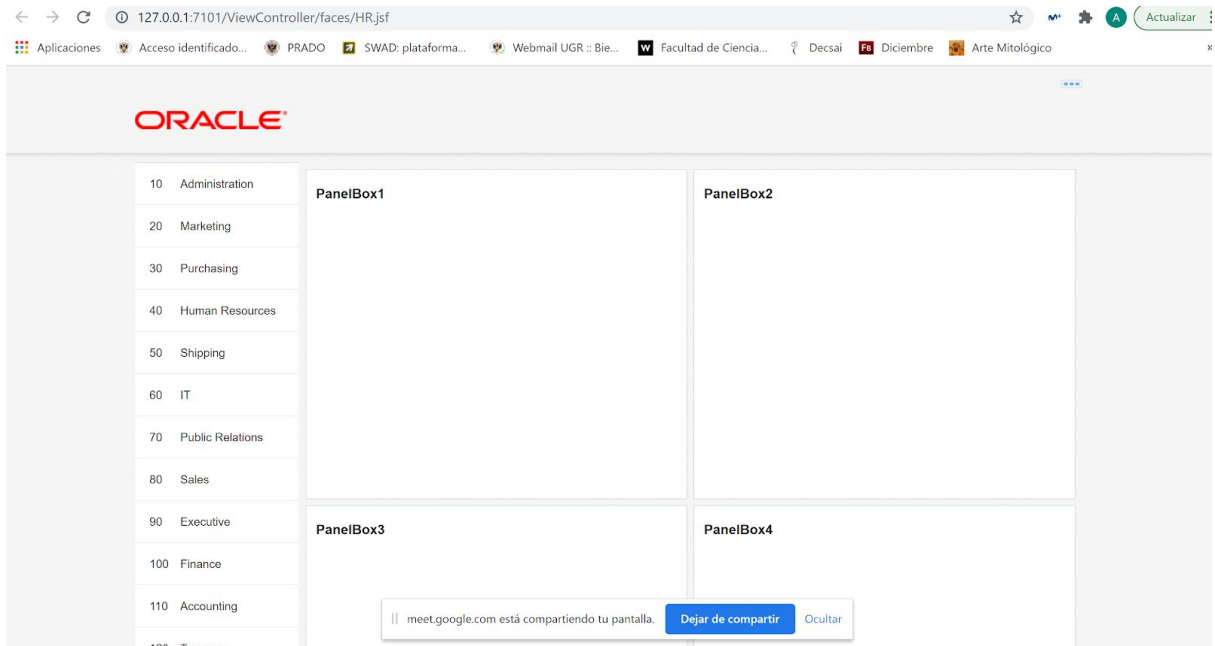 127.0.0.1:7101/ViewController/faces/HR.jsf
A
Actualizar
Aplicaciones
Acceso identificado...
PRADO
SWAD: plataforma...
Webmail UGR :: Bie...
W
Facultad de Ciencia...
Decsai
FB
Diciembre
Arte Mitológico
»
ORACLE®
10 Administration
20 Marketing
30 Purchasing
40 Human Resources
50 Shipping
60 IT
70 Public Relations
80 Sales
90 Executive
100 Finance
110 Accounting
PanelBox1
PanelBox2
PanelBox3
PanelBox4
meet.google.com está compartiendo tu pantalla.
Dejar de compartir
Ocultar